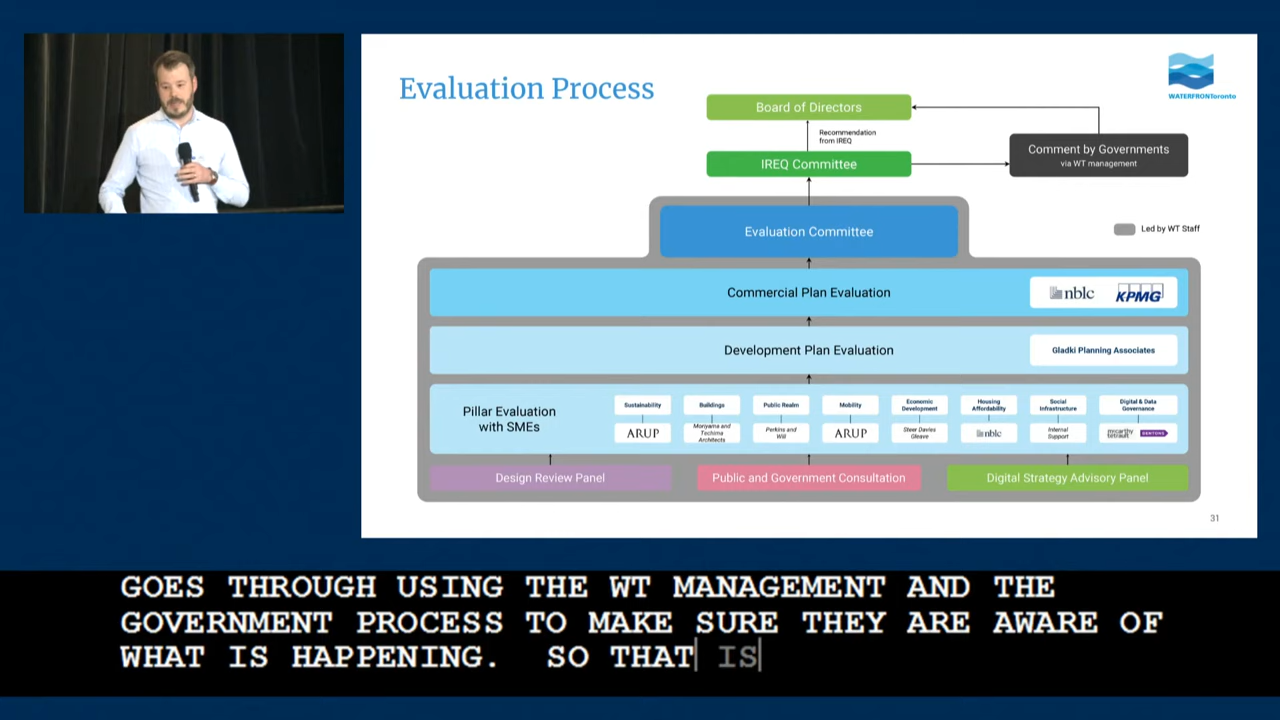 Evaluation Process
WATERFRONToronto
Board of Directors
Recommendation
from IREQ
IREQ Committee
Comment by Governments
via WT management
Evaluation Committee
Led by WT Staff
Commercial Plan Evaluation
nblc
KPMG
Development Plan Evaluation
Gladki Planning Associates
Pillar Evaluation
with SMEs
Sustainability
ARUP
Buildings
Moriyama and
Teshima
Architects
Public Realm
Perkins and
Will
Mobility
ARUP
Economic
Development
Steer Davies
Gleave
Housing
Affordability
nblc
Social
Infrastructure
Internal
Support
Digital & Data
Governance
mccarthy
tetrault
DENTONS
Design Review Panel
Public and Government Consultation
Digital Strategy Advisory Panel
31
GOES THROUGH USING THE WT MANAGEMENT AND THE
GOVERNMENT PROCESS TO MAKE SURE THEY ARE AWARE OF
WHAT IS HAPPENING. SO THAT IS